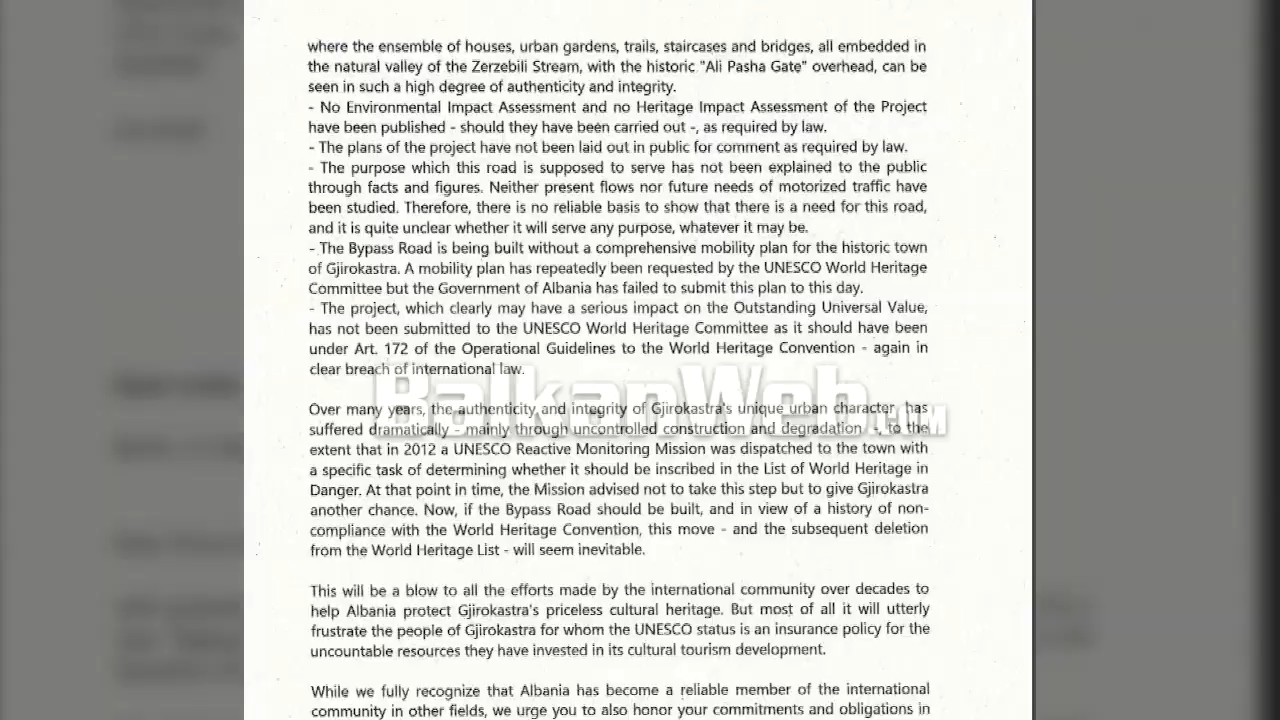 where the ensemble of houses, urban gardens, trails, staircases and bridges, all embedded in
the natural valley of the Zerzebili Stream, with the historic "Ali Pasha Gate" overhead, can be
seen in such a high degree of authenticity and integrity.
- No Environmental Impact Assessment and no Heritage Impact Assessment of the Project
have been published - should they have been carried out -, as required by law.
- The plans of the project have not been laid out in public for comment as required by law.
- The purpose which this road is supposed to serve has not been explained to the public
through facts and figures. Neither present flows nor future needs of motorized traffic have
been studied. Therefore, there is no reliable basis to show that there is a need for this road,
and it is quite unclear whether it will serve any purpose, whatever it may be.
- The Bypass Road is being built without a comprehensive mobility plan for the historic town
of Gjirokastra. A mobility plan has repeatedly been requested by the UNESCO World Heritage
Committee but the Government of Albania has failed to submit this plan to this day.
- The project, which clearly may have a serious impact on the Outstanding Universal Value,
has not been submitted to the UNESCO World Heritage Committee as it should have been
under Art. 172 of the Operational Guidelines to the World Heritage Convention - again in
clear breach of international law.
BalkanWeb.com
Over many years, the authenticity and integrity of Gjirokastra's unique urban character, has
suffered dramatically - mainly through uncontrolled construction and degradation -, to the
extent that in 2012 a UNESCO Reactive Monitoring Mission was dispatched to the town with
a specific task of determining whether it should be inscribed in the List of World Heritage in
Danger. At that point in time, the Mission advised not to take this step but to give Gjirokastra
another chance. Now, if the Bypass Road should be built, and in view of a history of non-
compliance with the World Heritage Convention, this move - and the subsequent deletion
from the World Heritage List - will seem inevitable.
This will be a blow to all the efforts made by the international community over decades to
help Albania protect Gjirokastra's priceless cultural heritage. But most of all it will utterly
frustrate the people of Gjirokastra for whom the UNESCO status is an insurance policy for the
uncountable resources they have invested in its cultural tourism development.
While we fully recognize that Albania has become a reliable member of the international
community in other fields, we urge you to also honor your commitments and obligations in